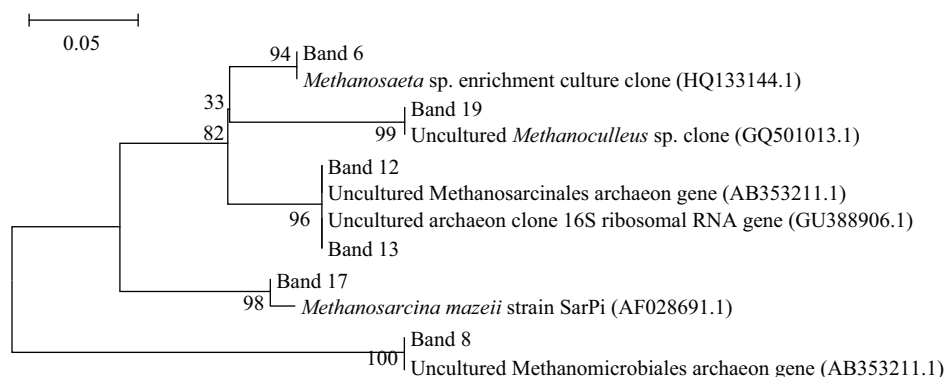 0.05
94 Band 6
Methanosaeta sp. enrichment culture clone (HQ133144.1)
33
Band 19
82
99 Uncultured Methanoculleus sp. clone (GQ501013.1)
Band 12
Uncultured Methanosarcinales archaeon gene (AB353211.1)
96 Uncultured archaeon clone 16S ribosomal RNA gene (GU388906.1)
Band 13
Band 17
98 Methanosarcina mazeii strain SarPi (AF028691.1)
Band 8
100
Uncultured Methanomicrobiales archaeon gene (AB353211.1)